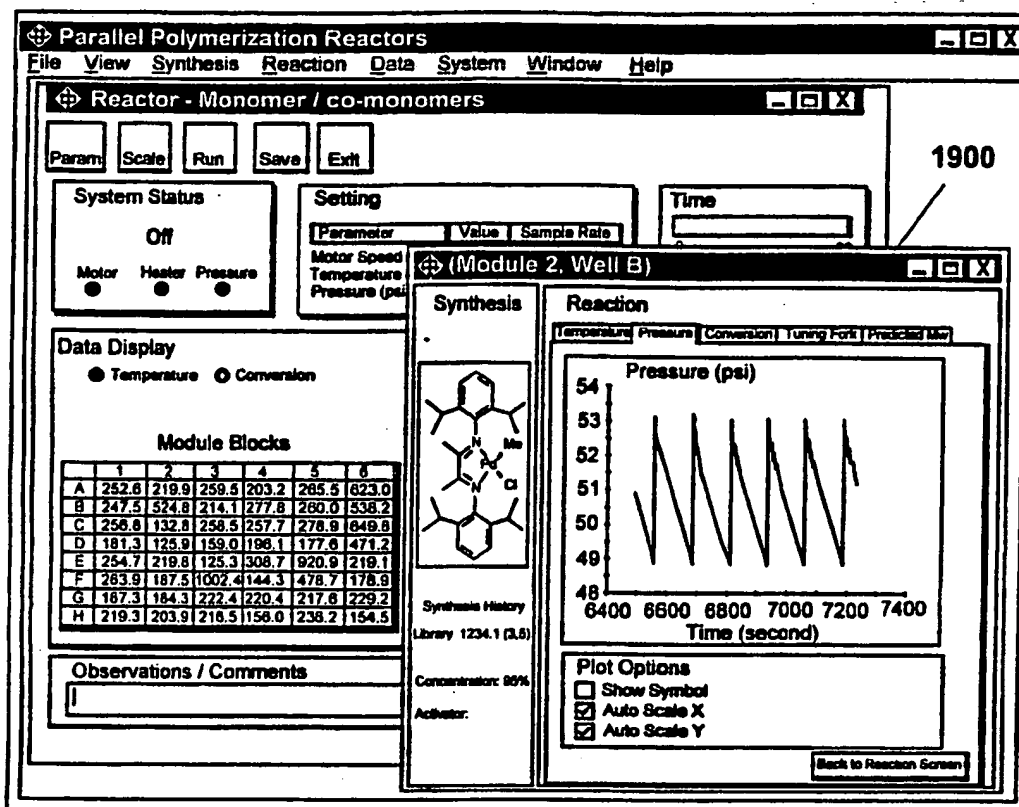 Parallel Polymerization Reactors
File View Synthesis Reaction Data System Window Help
Reactor - Monomer / co-monomers
Param Scale Run Save Exit
1900
System Status
Off
Motor Heater Pressure
Setting
Parameter Value Sample Rate
Motor Speed
Temperature
Pressure (psi
Time
Data Display
Temperature Conversion
Module Blocks
1 2 3 4 5 6
A 252.6 219.9 259.5 203.2 265.5 623.0
B 247.5 524.8 214.1 277.8 260.0 538.2
C 256.8 132.8 258.5 257.7 278.9 649.8
D 181.3 125.9 159.0 196.1 177.6 471.2
E 254.7 219.8 125.3 308.7 920.9 219.1
F 263.9 187.5 1002.4 144.3 478.7 178.9
G 187.3 184.3 222.4 220.4 217.6 229.2
H 219.3 203.9 216.5 156.0 238.2 154.5
Observations / Comments
(Module 2, Well B)
Synthesis
N Me
Pd
N Cl
Synthesis History
Library 1234.1 (3,5)
Concentration: 95%
Activator:
Reaction
Temperature Pressure Conversion Tuning Fork Predicted Mw
Pressure (psi)
54
53
52
51
50
49
48
6400 6600 6800 7000 7200 7400
Time (second)
Plot Options
Show Symbol
Auto Scale X
Auto Scale Y
Back to Reaction Screen